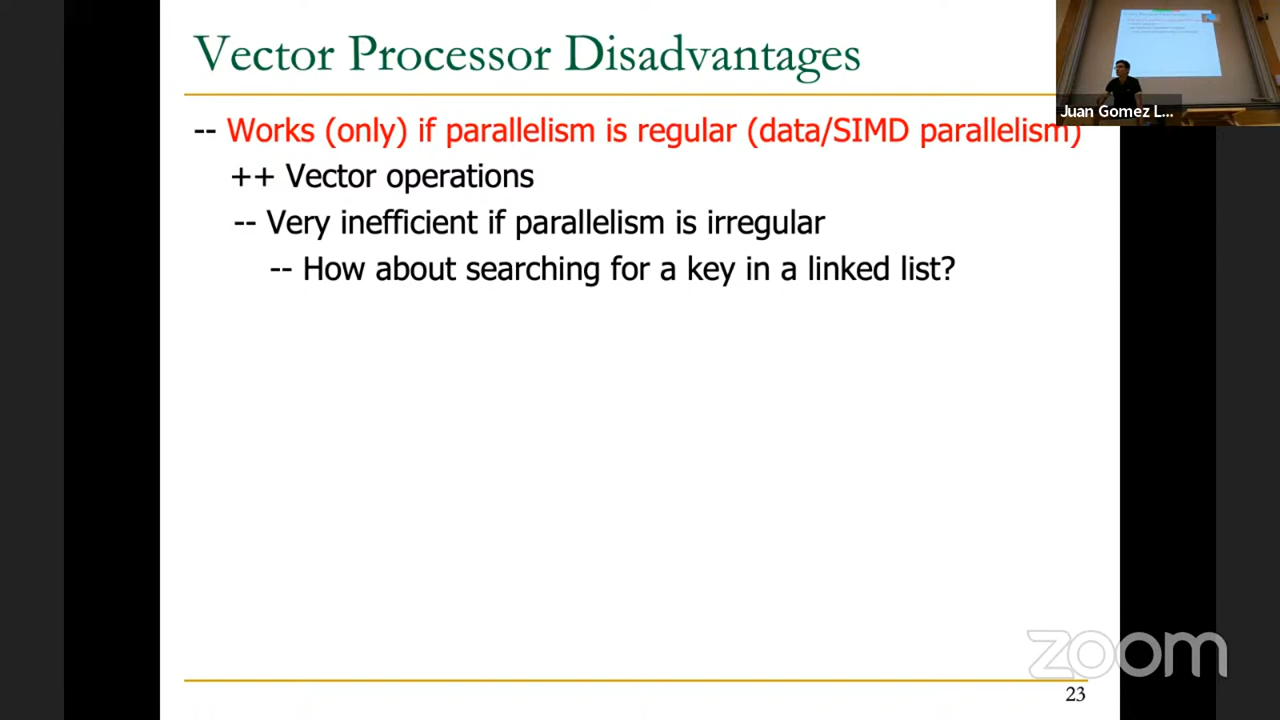 Vector Processor Disadvantages
-- Works (only) if parallelism is regular (data/SIMD parallelism)
++ Vector operations
-- Very inefficient if parallelism is irregular
-- How about searching for a key in a linked list?
Juan Gomez L...
zoom
23